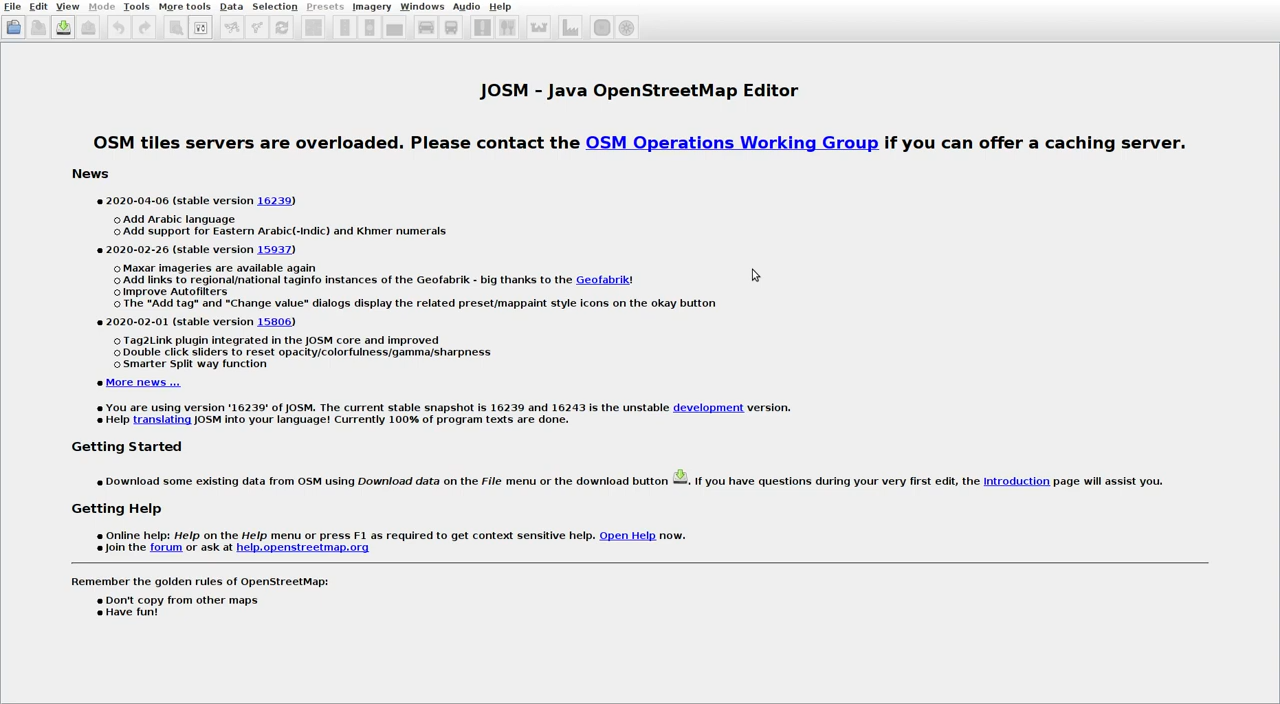 File Edit View Mode Tools More tools Data Selection Presets Imagery Windows Audio Help
JOSM – Java OpenStreetMap Editor
OSM tiles servers are overloaded. Please contact the OSM Operations Working Group if you can offer a caching server.
News
2020-04-06 (stable version 16239)
Add Arabic language
Add support for Eastern Arabic(-Indic) and Khmer numerals
2020-02-26 (stable version 15937)
Maxar imageries are available again
Add links to regional/national taginfo instances of the Geofabrik - big thanks to the Geofabrik!
Improve Autofilters
The "Add tag" and "Change value" dialogs display the related preset/mappaint style icons on the okay button
2020-02-01 (stable version 15806)
Tag2Link plugin integrated in the JOSM core and improved
Double click sliders to reset opacity/colorfulness/gamma/sharpness
Smarter Split way function
More news ...
You are using version '16239' of JOSM. The current stable snapshot is 16239 and 16243 is the unstable development version.
Help translating JOSM into your language! Currently 100% of program texts are done.
Getting Started
Download some existing data from OSM using Download data on the File menu or the download button . If you have questions during your very first edit, the Introduction page will assist you.
Getting Help
Online help: Help on the Help menu or press F1 as required to get context sensitive help. Open Help now.
Join the forum or ask at help.openstreetmap.org
Remember the golden rules of OpenStreetMap:
Don't copy from other maps
Have fun!